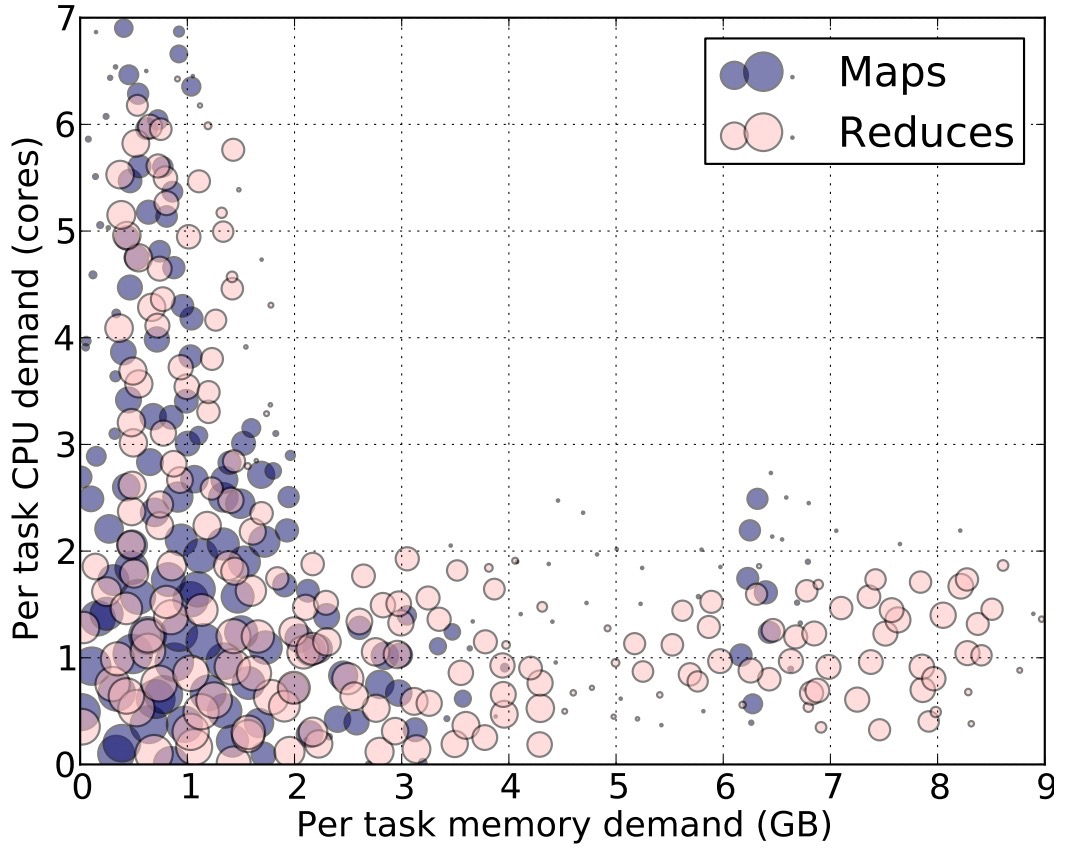 7
6
5
4
3
2
1
0
Per task CPU demand (cores)
Maps
Reduces
0 1 2 3 4 5 6 7 8 9
Per task memory demand (GB)